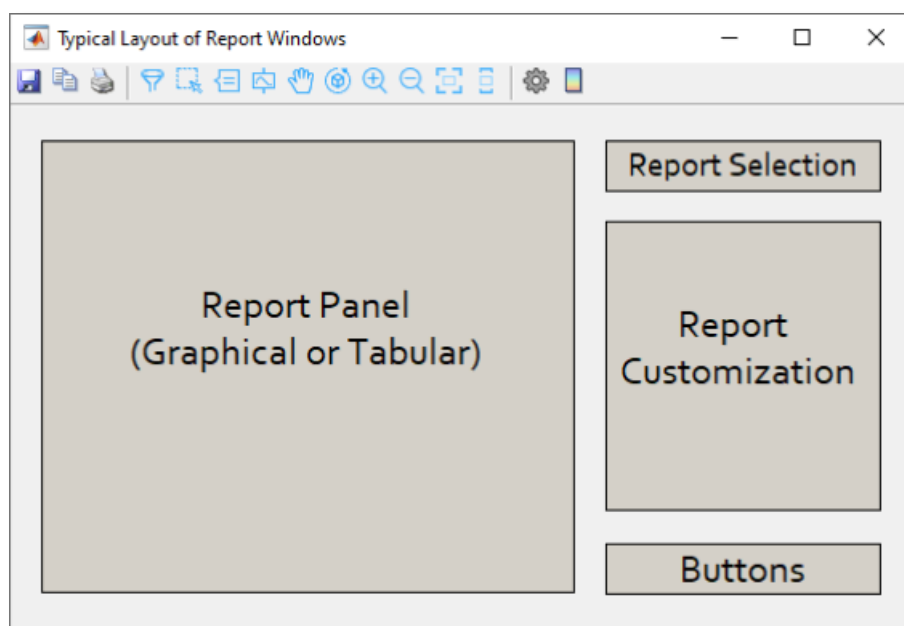 Typical Layout of Report Windows
Report Selection
Report Panel
(Graphical or Tabular)
Report
Customization
Buttons